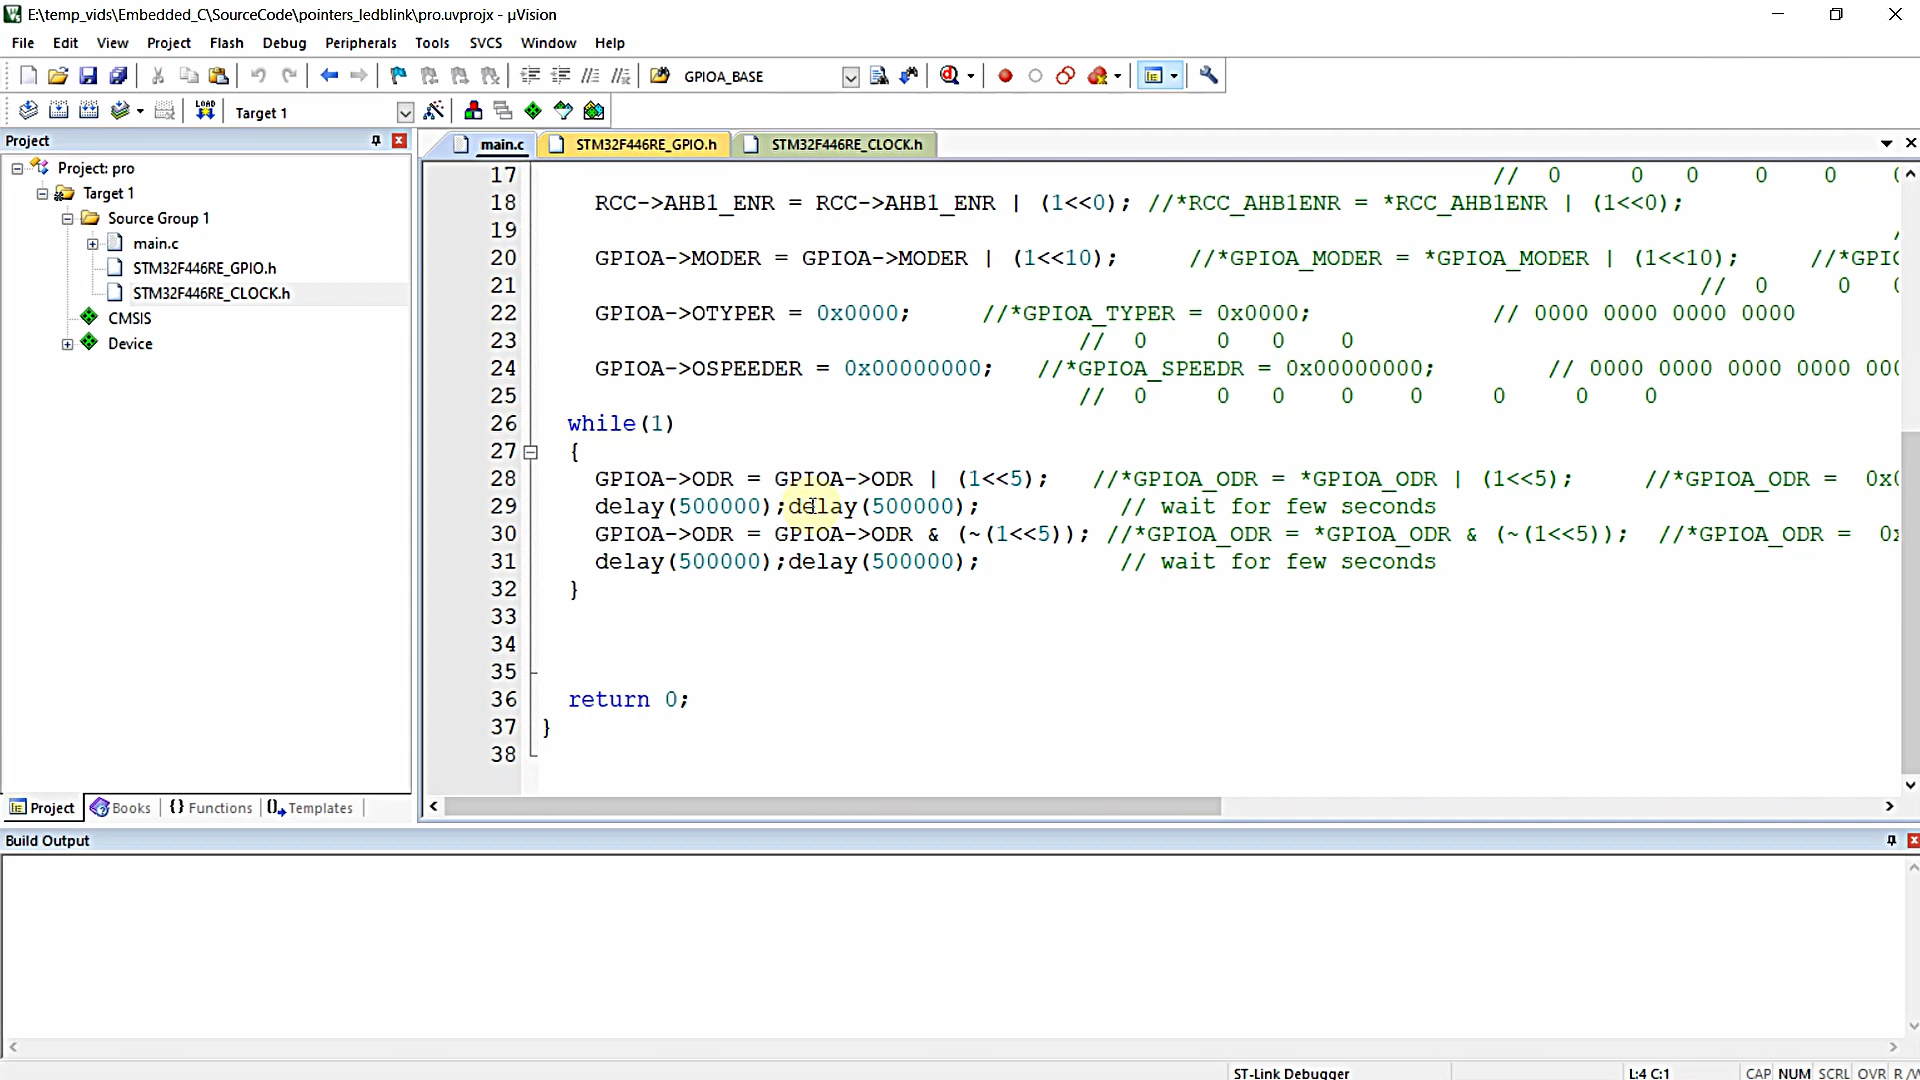 E:\temp_vids\Embedded_C\SourceCode\pointers_ledblink\pro.uvprojx - µVision
File Edit View Project Flash Debug Peripherals Tools SVCS Window Help
GPIOA_BASE
LOAD Target 1
Project
main.c STM32F446RE_GPIO.h STM32F446RE_CLOCK.h
Project: pro
Target 1
Source Group 1
main.c
STM32F446RE_GPIO.h
STM32F446RE_CLOCK.h
CMSIS
Device
17 // 0 0 0 0 0
18 RCC->AHB1_ENR = RCC->AHB1_ENR | (1<<0); //*RCC_AHB1ENR = *RCC_AHB1ENR | (1<<0);
19
20 GPIOA->MODER = GPIOA->MODER | (1<<10); //*GPIOA_MODER = *GPIOA_MODER | (1<<10); //*GPIO
21 // 0 0
22 GPIOA->OTYPER = 0x0000; //*GPIOA_TYPER = 0x0000; // 0000 0000 0000 0000
23 // 0 0 0 0
24 GPIOA->OSPEEDER = 0x00000000; //*GPIOA_SPEEDR = 0x00000000; // 0000 0000 0000 0000 000
25 // 0 0 0 0 0 0 0 0
26 while(1)
27 {
28 GPIOA->ODR = GPIOA->ODR | (1<<5); //*GPIOA_ODR = *GPIOA_ODR | (1<<5); //*GPIOA_ODR = 0x
29 delay(500000);delay(500000); // wait for few seconds
30 GPIOA->ODR = GPIOA->ODR & (~(1<<5)); //*GPIOA_ODR = *GPIOA_ODR & (~(1<<5)); //*GPIOA_ODR = 0x
31 delay(500000);delay(500000); // wait for few seconds
32 }
33
34
35
36 return 0;
37 }
38
Project Books {} Functions Templates
Build Output
ST-Link Debugger L:4 C:1 CAP NUM SCRL OVR R/W